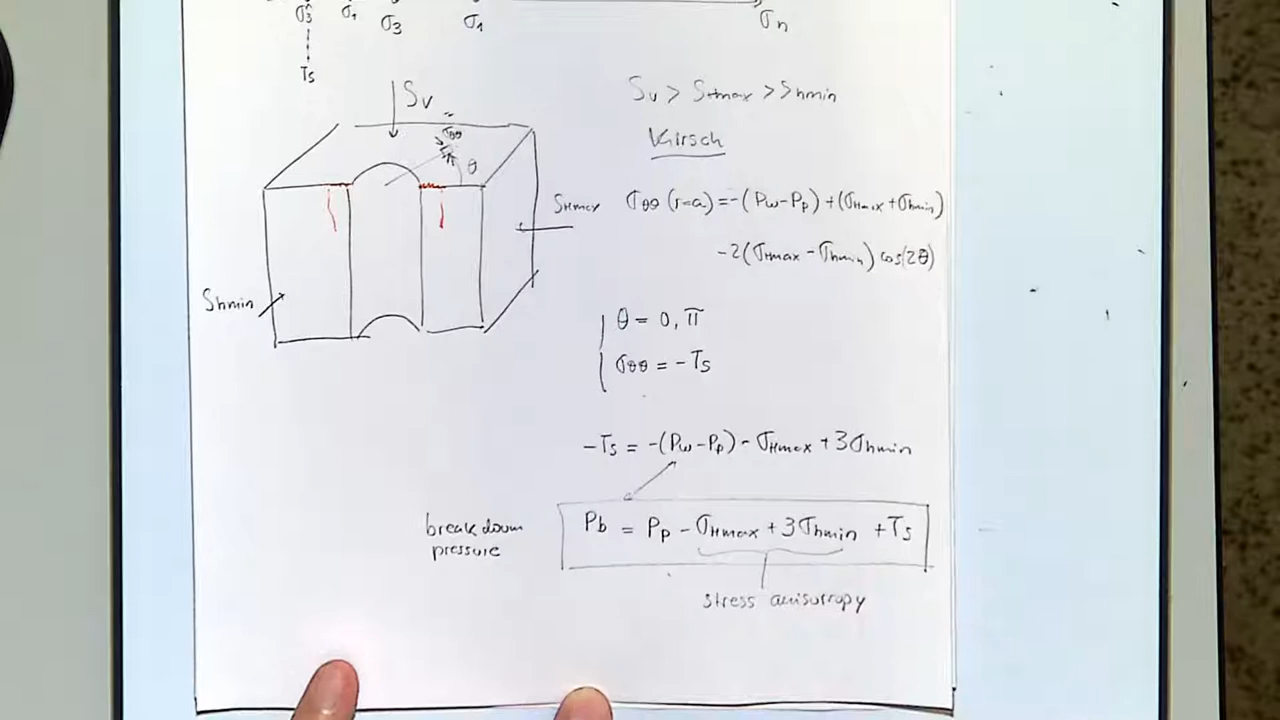 σ3 σ1 σ3 σ1 σn
Ts
Sv
σθθ
θ
SHmax
Shmin
Sv > SHmax > Shmin
Kirsch
σθθ (r=a) = -(Pw-Pp) + (σHmax + σhmin)
-2(σHmax - σhmin) cos(2θ)
θ = 0, π
σθθ = -Ts
-Ts = -(Pw-Pp) - σHmax + 3σhmin
breakdown
pressure
Pb = Pp - σHmax + 3σhmin + Ts
stress anisotropy